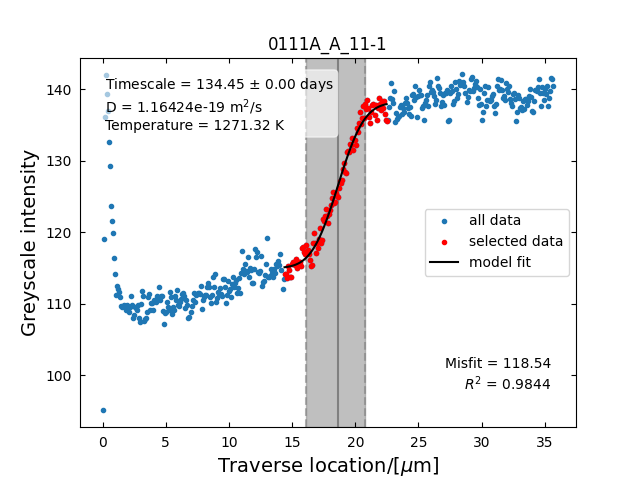 0111A_A_11-1
Timescale = 134.45 ± 0.00 days
D = 1.16424e-19 m²/s
Temperature = 1271.32 K
140
130
120
110
100
Greyscale intensity
all data
selected data
model fit
Misfit = 118.54
R² = 0.9844
0 5 10 15 20 25 30 35
Traverse location/[μm]